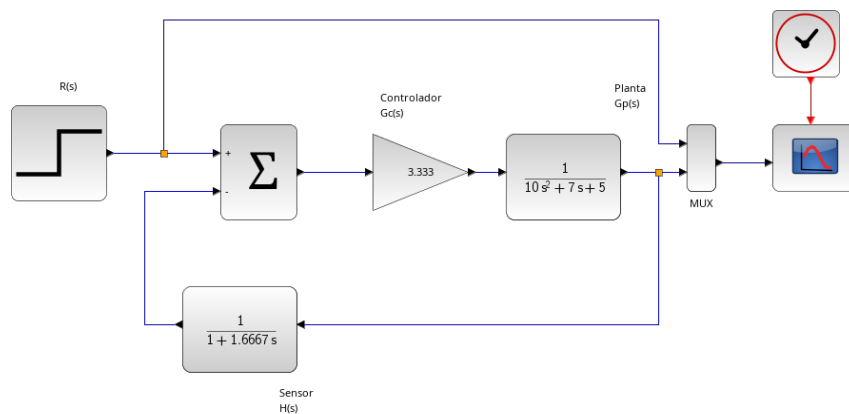 R(s)
Controlador
Gc(s)
Planta
Gp(s)
+
-
Σ
3.333
1
10 s² + 7 s + 5
MUX
1
1 + 1.6667 s
Sensor
H(s)